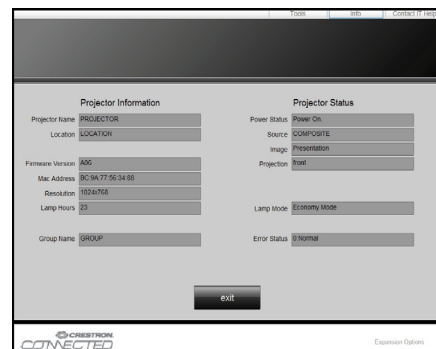 Tools Info Contact IT Help
Projector Information
Projector Name PROJECTOR
Location LOCATION
Firmware Version A06
Mac Address BC:9A:77:56:34:86
Resolution 1024x768
Lamp Hours 23
Group Name GROUP
Projector Status
Power Status Power On.
Source COMPOSITE
Image Presentation
Projection front
Lamp Mode Economy Mode
Error Status 0:Normal
exit
CRESTRON
CONNECTED
Expansion Options